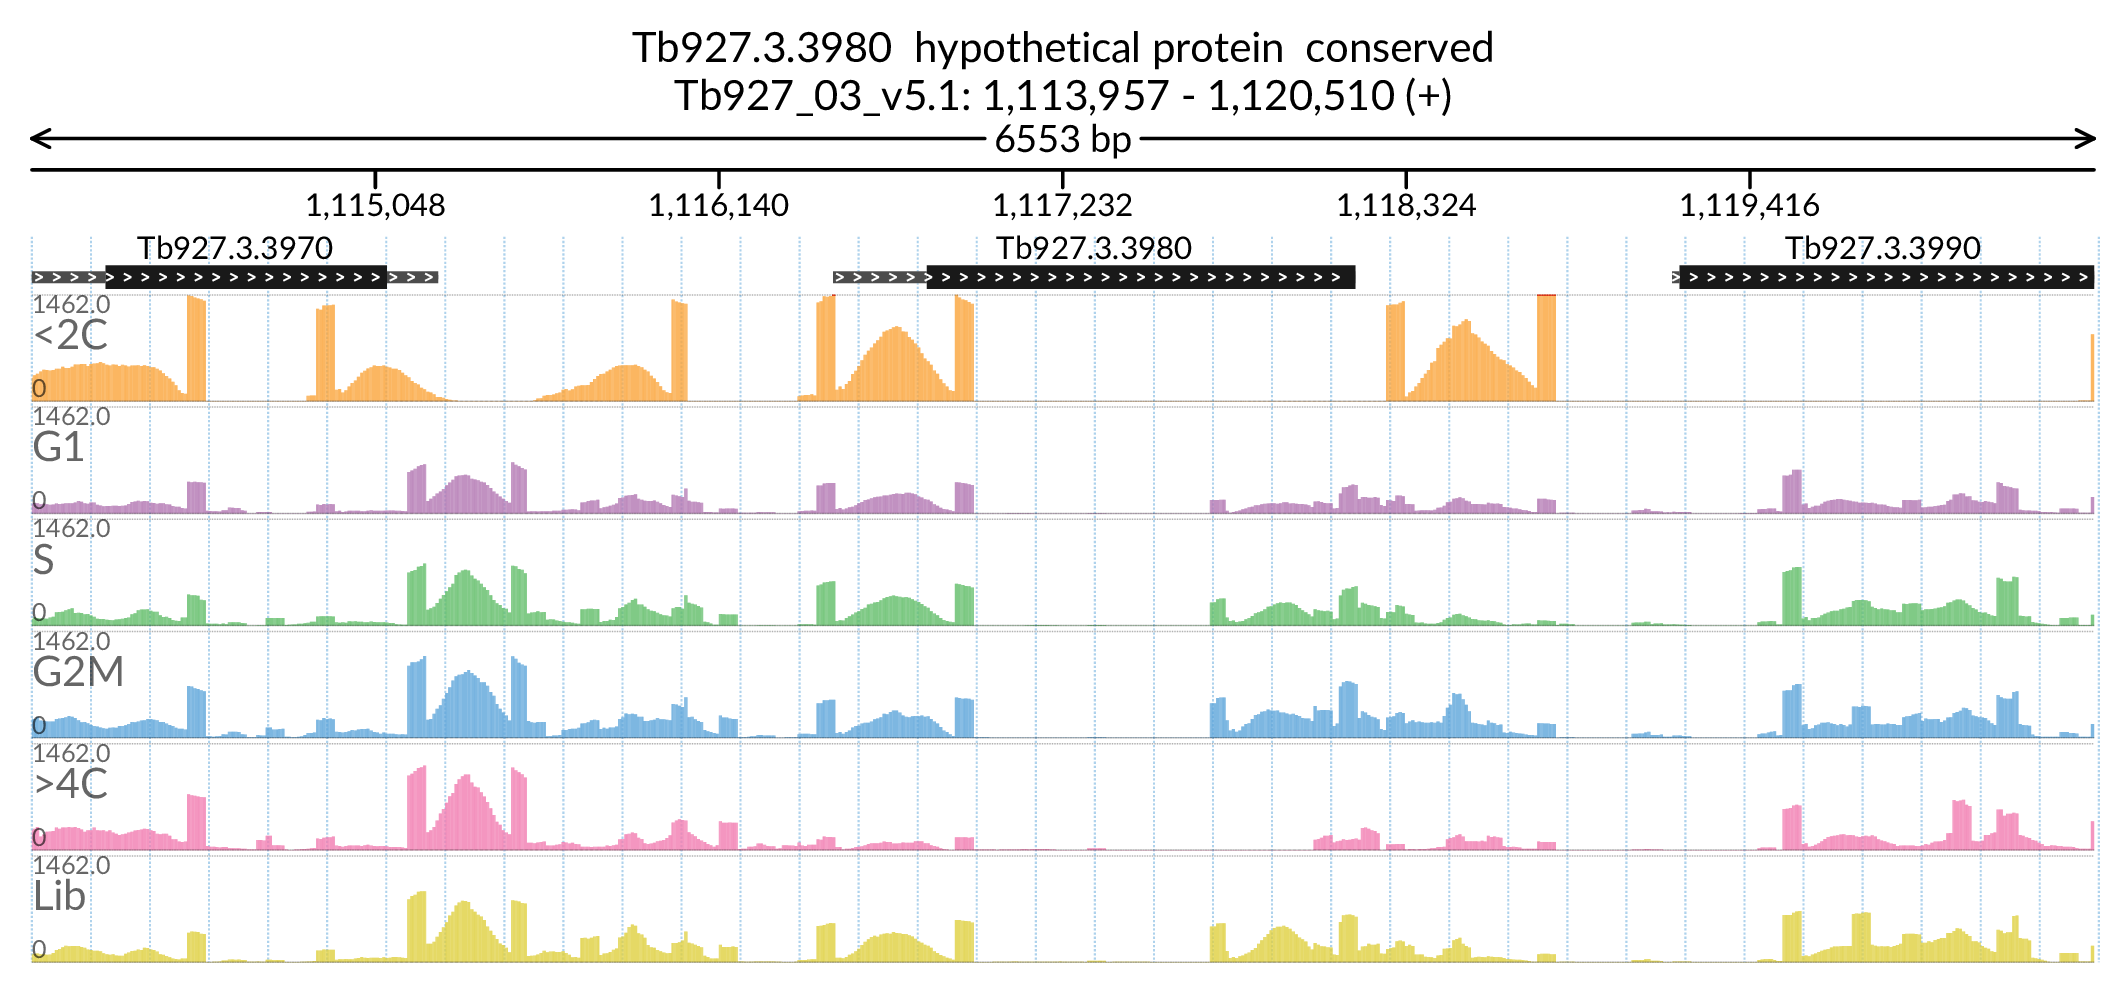 Tb927.3.3980  hypothetical protein  conserved
Tb927_03_v5.1: 1,113,957 - 1,120,510 (+)
6553 bp
1,115,048 1,116,140 1,117,232 1,118,324 1,119,416
Tb927.3.3970 Tb927.3.3980 Tb927.3.3990
1462.0
<2C
0
1462.0
G1
0
1462.0
S
0
1462.0
G2M
0
1462.0
>4C
0
1462.0
Lib
0